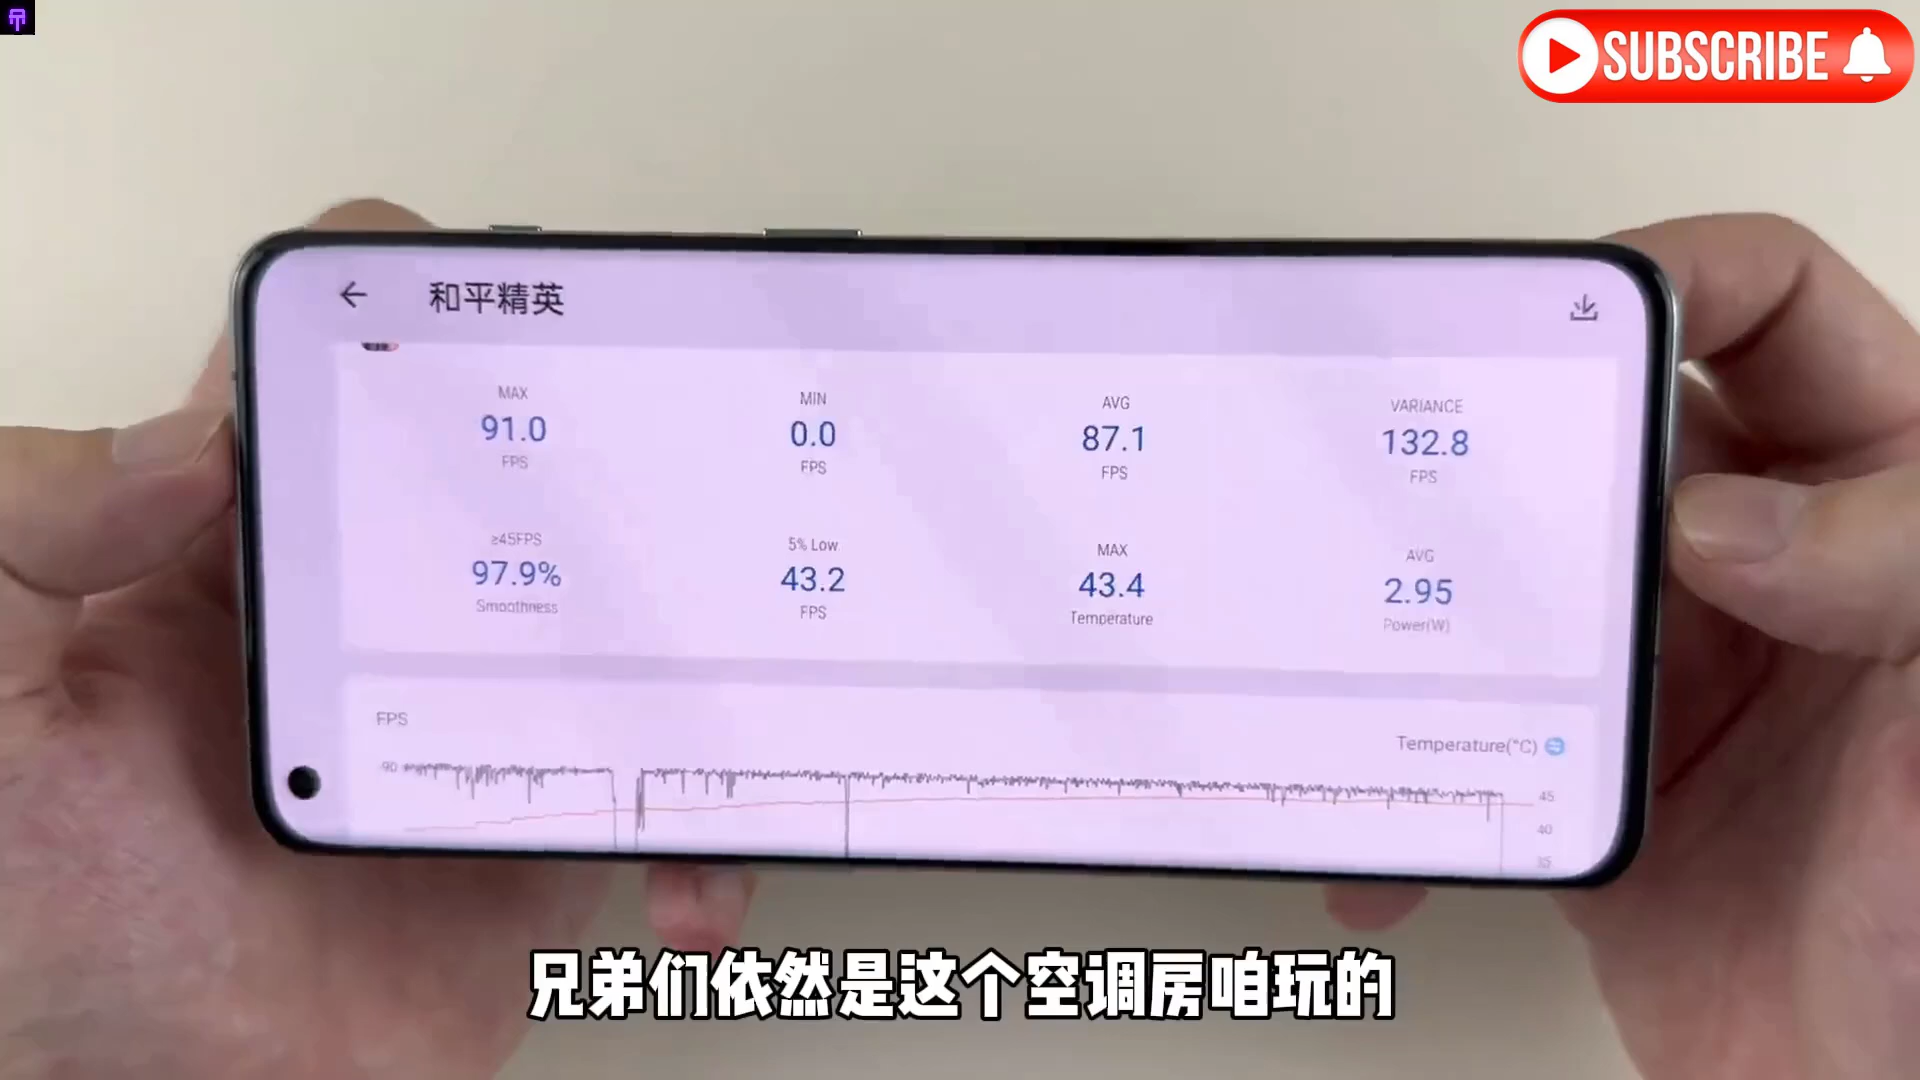 SUBSCRIBE
和平精英
MAX
91.0
FPS
MIN
0.0
FPS
AVG
87.1
FPS
VARIANCE
132.8
FPS
≥45FPS
97.9%
Smoothness
5% Low
43.2
FPS
MAX
43.4
Temperature
AVG
2.95
Power(W)
FPS
Temperature(°C)
90
45
40
35
兄弟们依然是这个空调房咱玩的